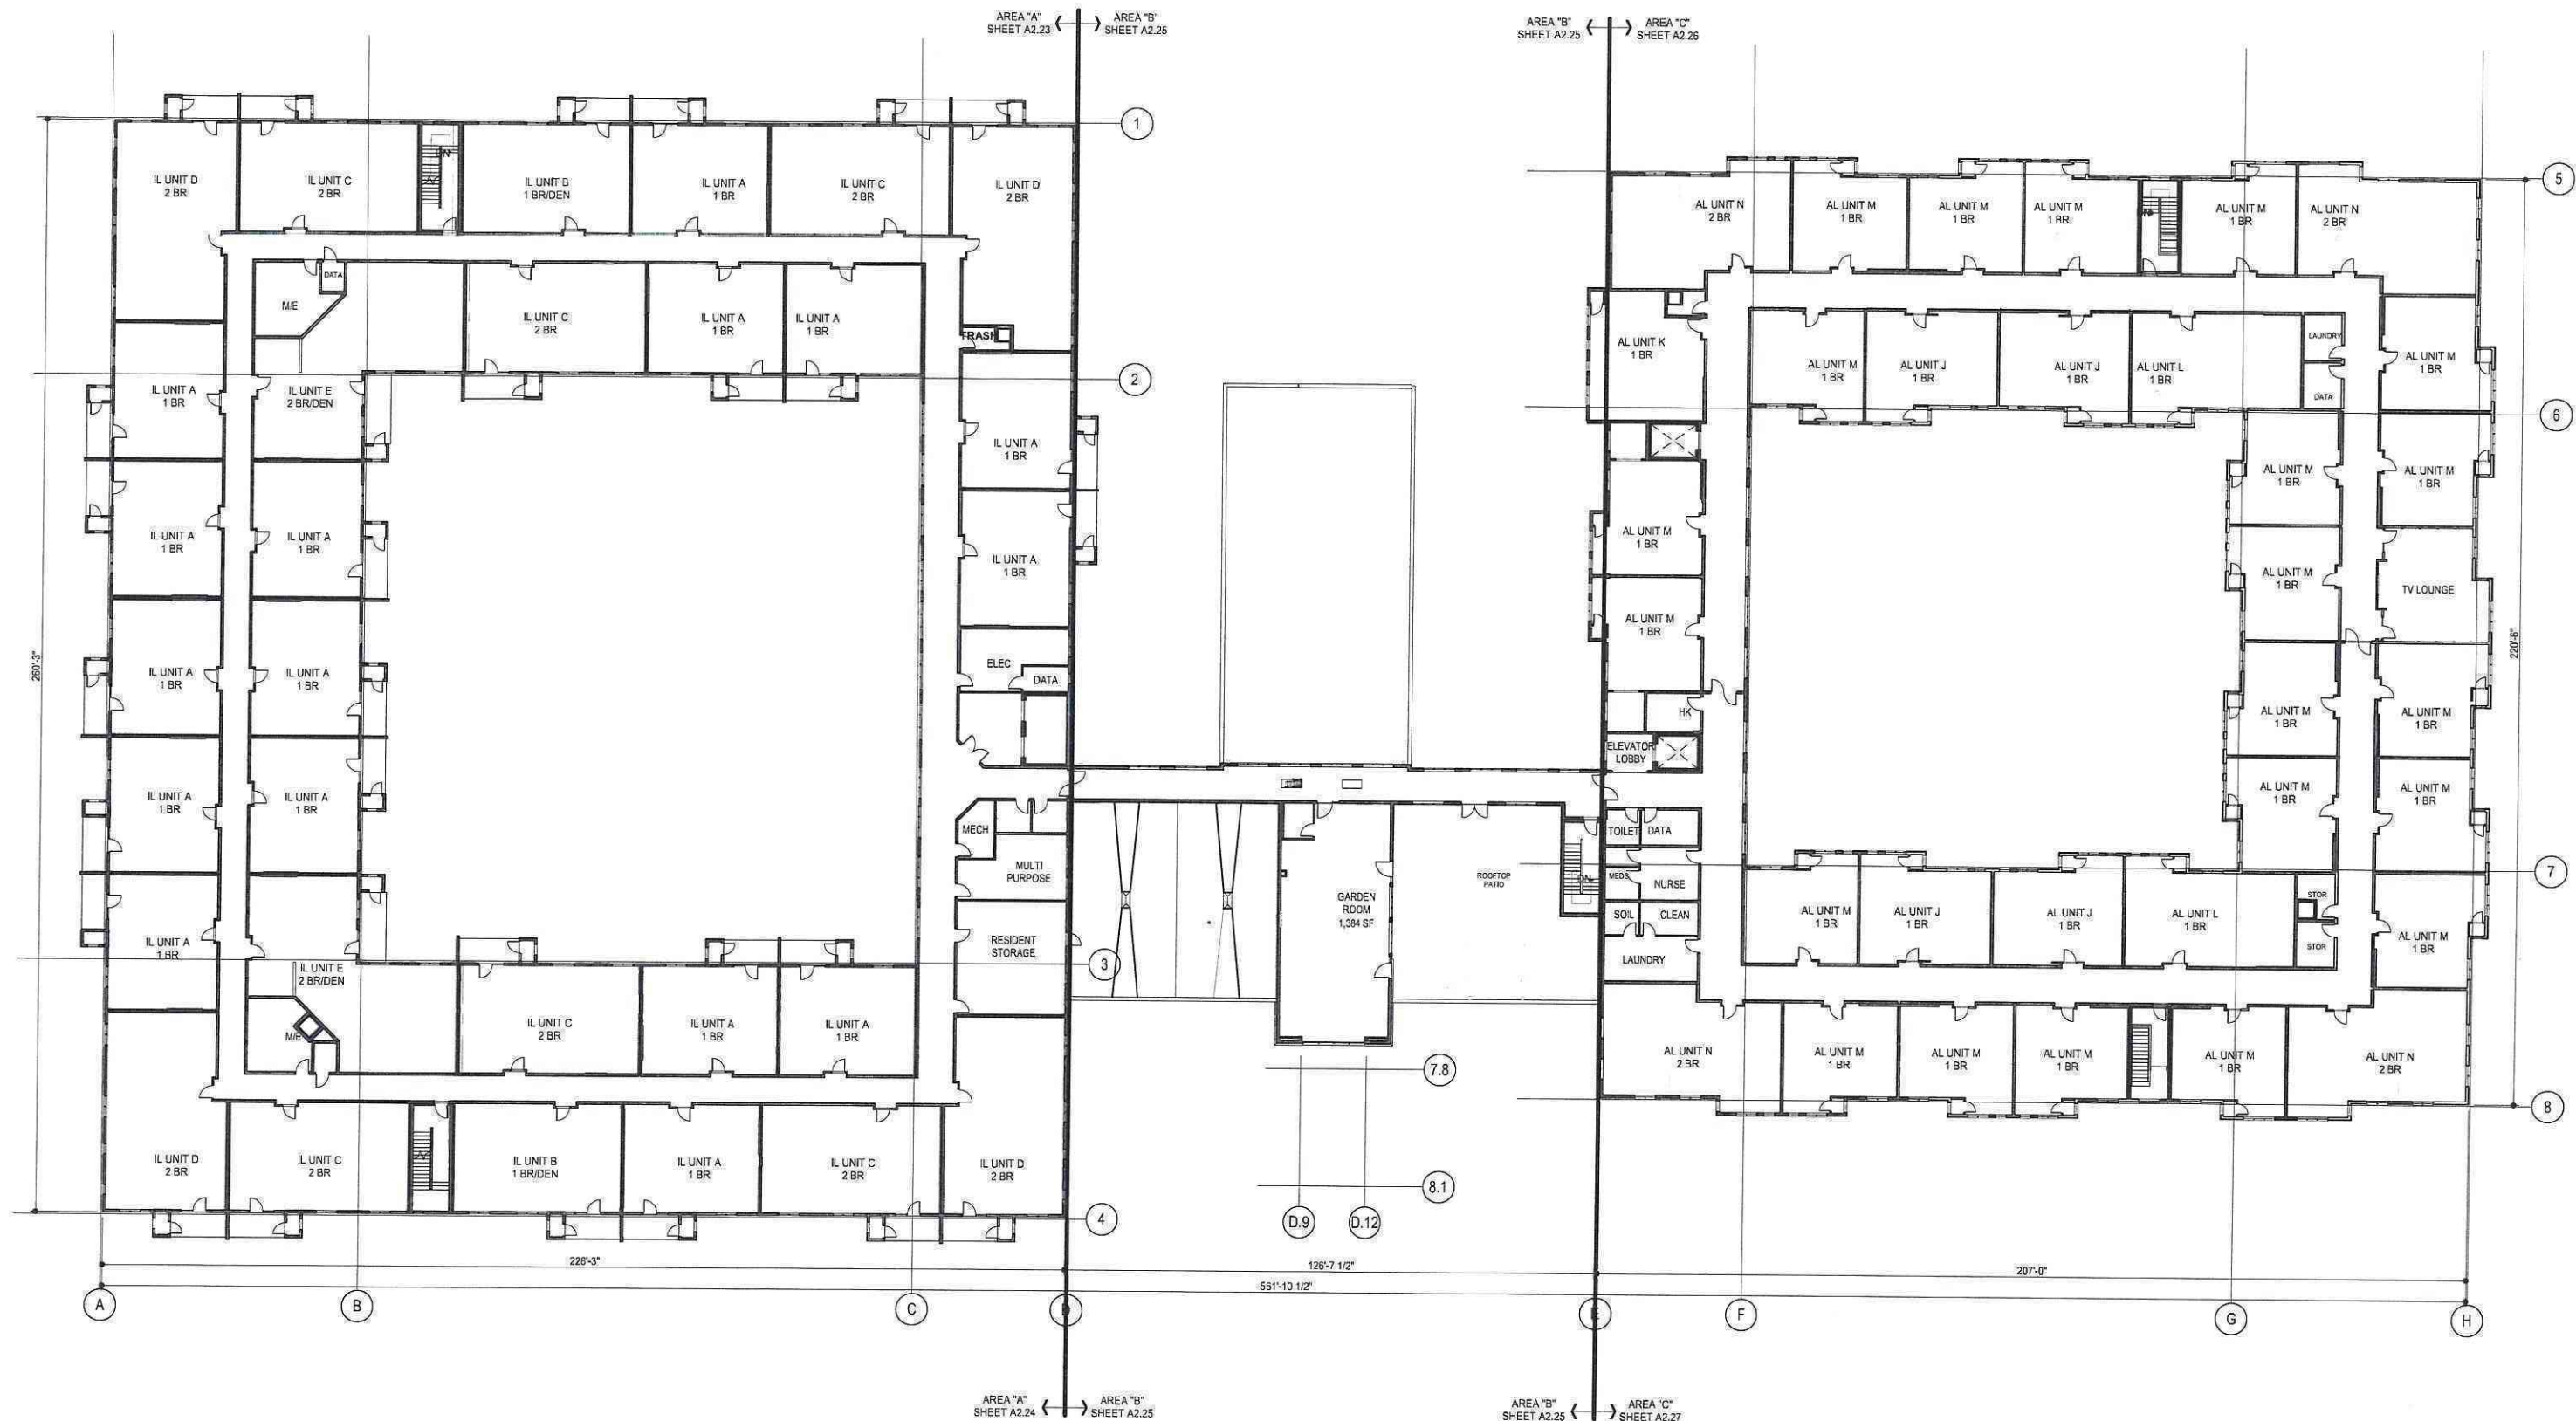 AREA "A"
SHEET A2.23
AREA "B"
SHEET A2.25
AREA "B"
SHEET A2.25
AREA "C"
SHEET A2.26
1
IL UNIT D
2 BR
IL UNIT C
2 BR
DN
IL UNIT B
1 BR/DEN
IL UNIT A
1 BR
IL UNIT C
2 BR
IL UNIT D
2 BR
DATA
M/E
IL UNIT C
2 BR
IL UNIT A
1 BR
IL UNIT A
1 BR
TRASH
2
IL UNIT A
1 BR
IL UNIT E
2 BR/DEN
IL UNIT A
1 BR
IL UNIT A
1 BR
IL UNIT A
1 BR
IL UNIT A
1 BR
260'-3"
IL UNIT A
1 BR
IL UNIT A
1 BR
ELEC
DATA
IL UNIT A
1 BR
IL UNIT A
1 BR
MECH
MULTI
PURPOSE
IL UNIT A
1 BR
RESIDENT
STORAGE
3
IL UNIT E
2 BR/DEN
M/E
IL UNIT C
2 BR
IL UNIT A
1 BR
IL UNIT A
1 BR
IL UNIT D
2 BR
IL UNIT C
2 BR
IL UNIT B
1 BR/DEN
IL UNIT A
1 BR
IL UNIT C
2 BR
IL UNIT D
2 BR
4
GARDEN
ROOM
1,384 SF
ROOFTOP
PATIO
DN
7.8
8.1
D.9
D.12
5
AL UNIT N
2 BR
AL UNIT M
1 BR
AL UNIT M
1 BR
AL UNIT M
1 BR
AL UNIT M
1 BR
AL UNIT N
2 BR
AL UNIT K
1 BR
AL UNIT M
1 BR
AL UNIT J
1 BR
AL UNIT J
1 BR
AL UNIT L
1 BR
LAUNDRY
DATA
AL UNIT M
1 BR
6
AL UNIT M
1 BR
AL UNIT M
1 BR
AL UNIT M
1 BR
AL UNIT M
1 BR
TV LOUNGE
AL UNIT M
1 BR
220'-6"
HK
AL UNIT M
1 BR
AL UNIT M
1 BR
ELEVATOR
LOBBY
AL UNIT M
1 BR
AL UNIT M
1 BR
TOILET
DATA
MEDS
NURSE
7
SOIL
CLEAN
AL UNIT M
1 BR
AL UNIT J
1 BR
AL UNIT J
1 BR
AL UNIT L
1 BR
STOR
STOR
AL UNIT M
1 BR
LAUNDRY
AL UNIT N
2 BR
AL UNIT M
1 BR
AL UNIT M
1 BR
AL UNIT M
1 BR
AL UNIT M
1 BR
AL UNIT N
2 BR
8
228'-3"
126'-7 1/2"
207'-0"
561'-10 1/2"
A
B
C
D
E
F
G
H
AREA "A"
SHEET A2.24
AREA "B"
SHEET A2.25
AREA "B"
SHEET A2.25
AREA "C"
SHEET A2.27